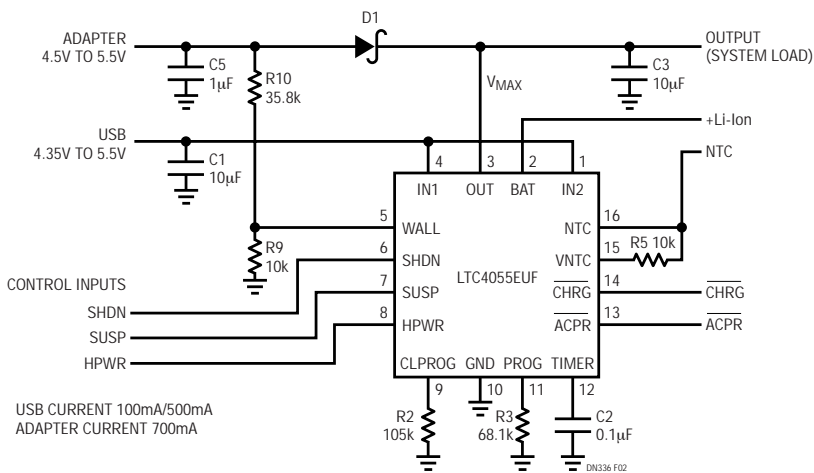 D1
ADAPTER
4.5V TO 5.5V
OUTPUT
(SYSTEM LOAD)
C5
1µF
R10
35.8k
C3
10µF
VMAX
+Li-Ion
USB
4.35V TO 5.5V
NTC
C1
10µF
4 3 2 1
IN1 OUT BAT IN2
5 WALL
NTC 16
R9
10k
6 SHDN
VNTC 15
R5 10k
LTC4055EUF
CONTROL INPUTS
7 SUSP
CHRG 14
CHRG
SHDN
8 HPWR
ACPR 13
ACPR
SUSP
HPWR
CLPROG GND PROG TIMER
9 10 11 12
USB CURRENT 100mA/500mA
ADAPTER CURRENT 700mA
R2
105k
R3
68.1k
C2
0.1µF
DN336 F02